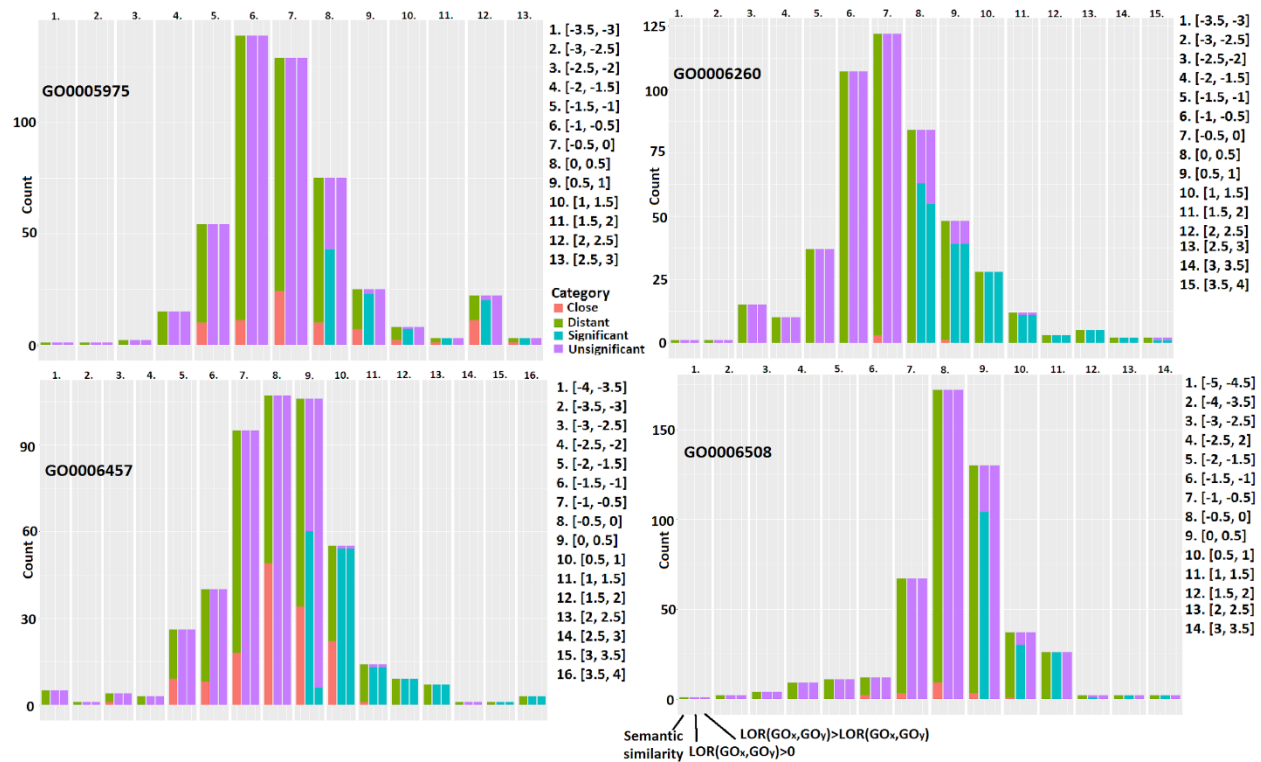 1. 2. 3. 4. 5. 6. 7. 8. 9. 10. 11. 12. 13.
GO0005975
Count
100
50
0
1. [-3.5, -3]
2. [-3, -2.5]
3. [-2.5, -2]
4. [-2, -1.5]
5. [-1.5, -1]
6. [-1, -0.5]
7. [-0.5, 0]
8. [0, 0.5]
9. [0.5, 1]
10. [1, 1.5]
11. [1.5, 2]
12. [2, 2.5]
13. [2.5, 3]
Category
Close
Distant
Significant
Unsignificant
1. 2. 3. 4. 5. 6. 7. 8. 9. 10. 11. 12. 13. 14. 15.
GO0006260
Count
125
100
75
50
25
0
1. [-3.5, -3]
2. [-3, -2.5]
3. [-2.5,-2]
4. [-2, -1.5]
5. [-1.5, -1]
6. [-1, -0.5]
7. [-0.5, 0]
8. [0, 0.5]
9. [0.5, 1]
10. [1, 1.5]
11. [1.5, 2]
12. [2, 2.5]
13. [2.5, 3]
14. [3, 3.5]
15. [3.5, 4]
1. 2. 3. 4. 5. 6. 7. 8. 9. 10. 11. 12. 13. 14. 15. 16.
GO0006457
Count
90
60
30
0
1. [-4, -3.5]
2. [-3.5, -3]
3. [-3, -2.5]
4. [-2.5, -2]
5. [-2, -1.5]
6. [-1.5, -1]
7. [-1, -0.5]
8. [-0.5, 0]
9. [0, 0.5]
10. [0.5, 1]
11. [1, 1.5]
12. [1.5, 2]
13. [2, 2.5]
14. [2.5, 3]
15. [3, 3.5]
16. [3.5, 4]
1. 2. 3. 4. 5. 6. 7. 8. 9. 10. 11. 12. 13. 14.
GO0006508
Count
150
100
50
0
1. [-5, -4.5]
2. [-4, -3.5]
3. [-3, -2.5]
4. [-2.5, 2]
5. [-2, -1.5]
6. [-1.5, -1]
7. [-1, -0.5]
8. [-0.5, 0]
9. [0, 0.5]
10. [0.5, 1]
11. [1, 1.5]
12. [1.5, 2]
13. [2, 2.5]
14. [3, 3.5]
Semantic
similarity
LOR(GOx,GOy)>0
LOR(GOx,GOy)>LOR(GOx,GOy)